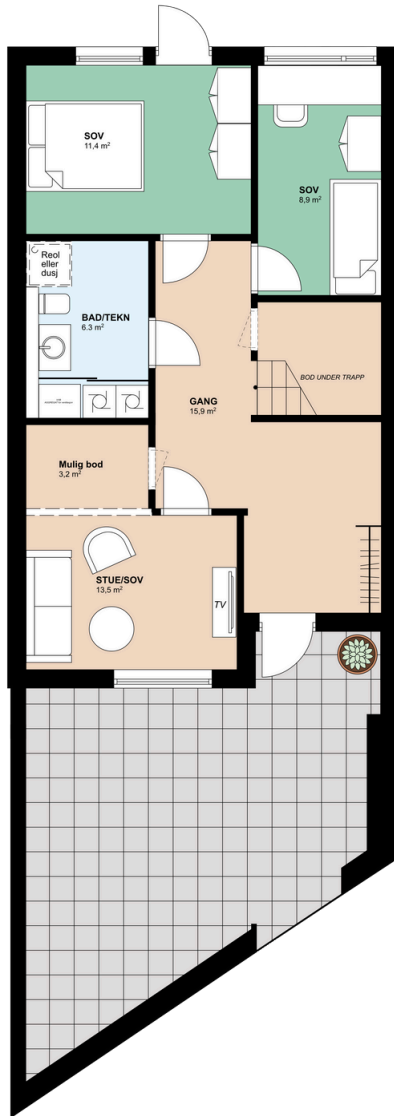 SOV
11,4 m²
SOV
8,9 m²
Reol
eller
dusj
BAD/TEKN
6.3 m²
BOD UNDER TRAPP
GANG
15,9 m²
Mulig bod
3,2 m²
STUE/SOV
13,5 m²
TV